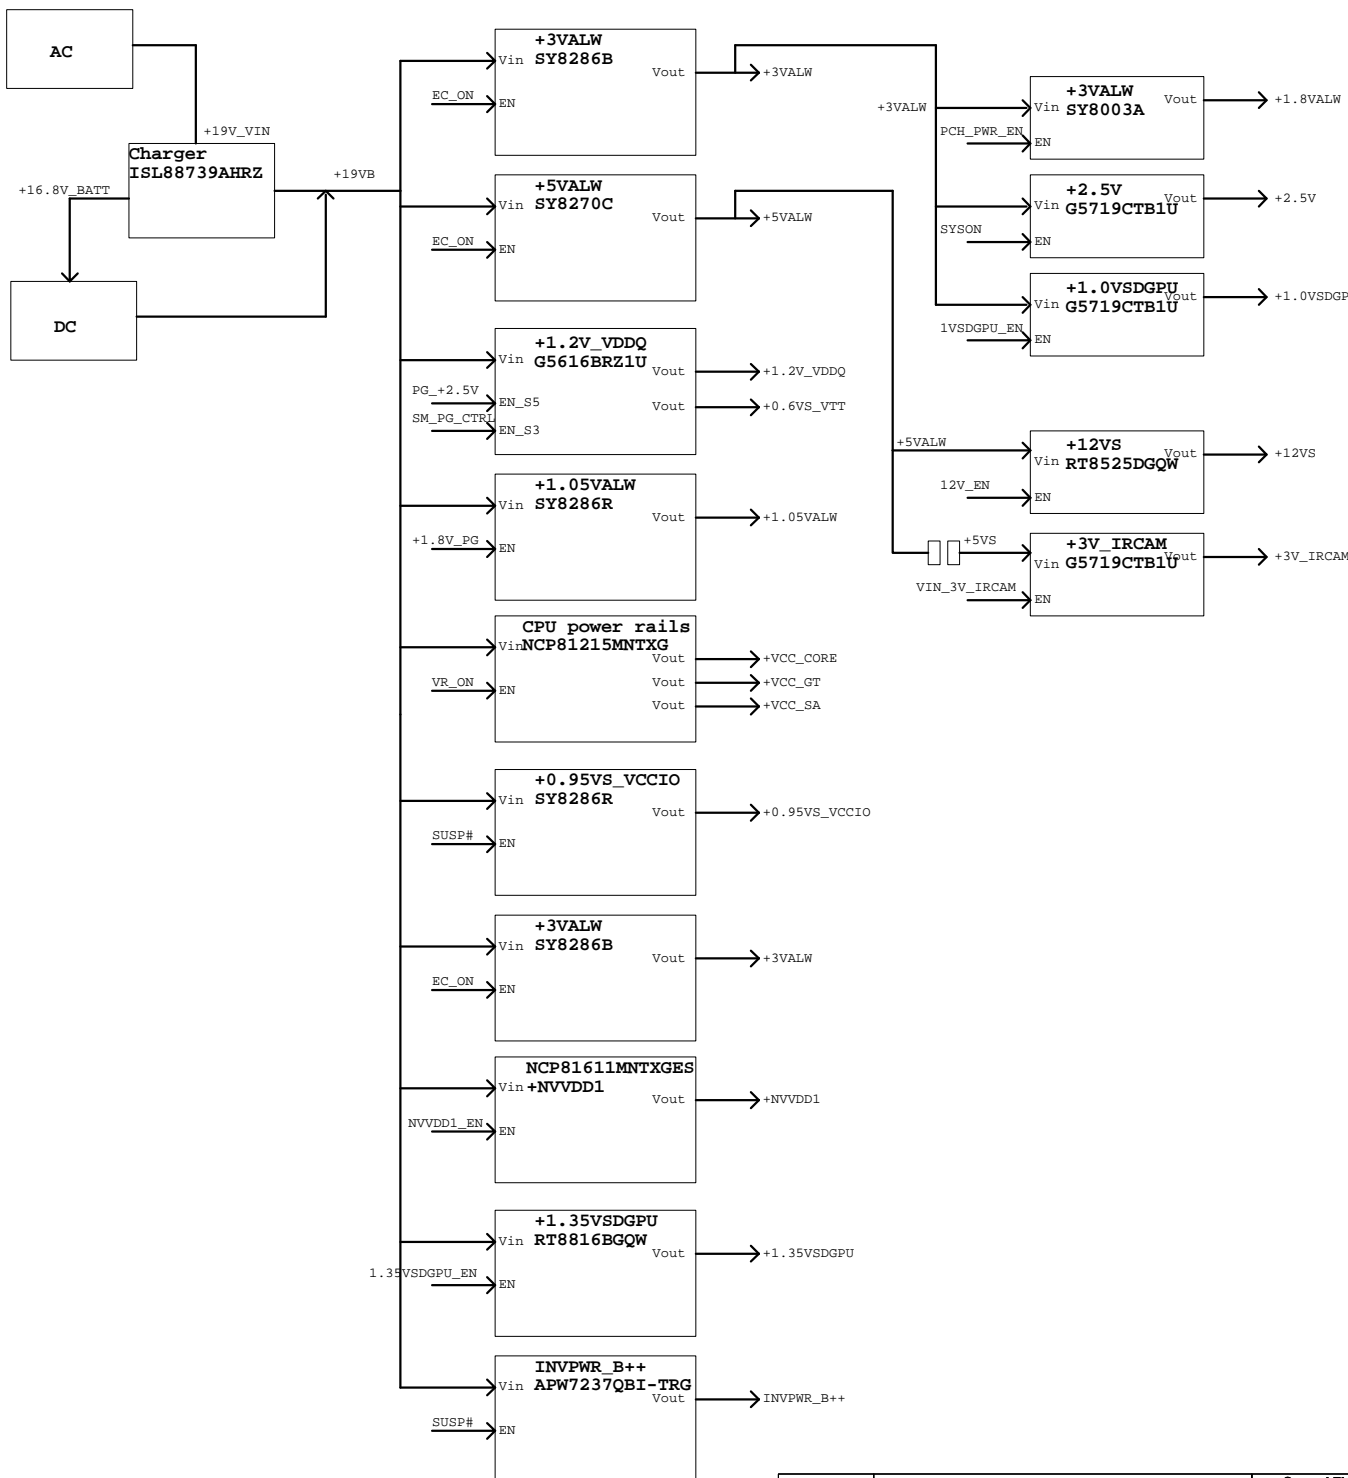 AC
+19V_VIN
Charger
ISL88739AHRZ
+16.8V_BATT
+19VB
DC
+3VALW
SY8286B
Vin
Vout
EC_ON
EN
+3VALW
+5VALW
SY8270C
Vin
Vout
EC_ON
EN
+5VALW
+1.2V_VDDQ
G5616BRZ1U
Vin
Vout
+1.2V_VDDQ
PG_+2.5V
EN_S5
Vout
+0.6VS_VTT
SM_PG_CTRL
EN_S3
+1.05VALW
SY8286R
Vin
Vout
+1.05VALW
+1.8V_PG
EN
CPU power rails
NCP81215MNTXG
Vin
Vout
+VCC_CORE
VR_ON
EN
Vout
+VCC_GT
Vout
+VCC_SA
+0.95VS_VCCIO
SY8286R
Vin
Vout
+0.95VS_VCCIO
SUSP#
EN
+3VALW
SY8286B
Vin
Vout
+3VALW
EC_ON
EN
NCP81611MNTXGES
+NVVDD1
Vin
Vout
+NVVDD1
NVVDD1_EN
EN
+1.35VSDGPU
RT8816BGQW
Vin
Vout
+1.35VSDGPU
1.35VSDGPU_EN
EN
INVPWR_B++
APW7237QBI-TRG
Vin
Vout
INVPWR_B++
SUSP#
EN
+3VALW
+3VALW
SY8003A
Vin
Vout
+1.8VALW
PCH_PWR_EN
EN
+2.5V
G5719CTB1U
Vin
Vout
+2.5V
SYSON
EN
+1.0VSDGPU
G5719CTB1U
Vin
Vout
+1.0VSDGP
1VSDGPU_EN
EN
+5VALW
+12VS
RT8525DGQW
Vin
Vout
+12VS
12V_EN
EN
+5VS
+3V_IRCAM
G5719CTB1U
Vin
Vout
+3V_IRCAM
VIN_3V_IRCAM
EN